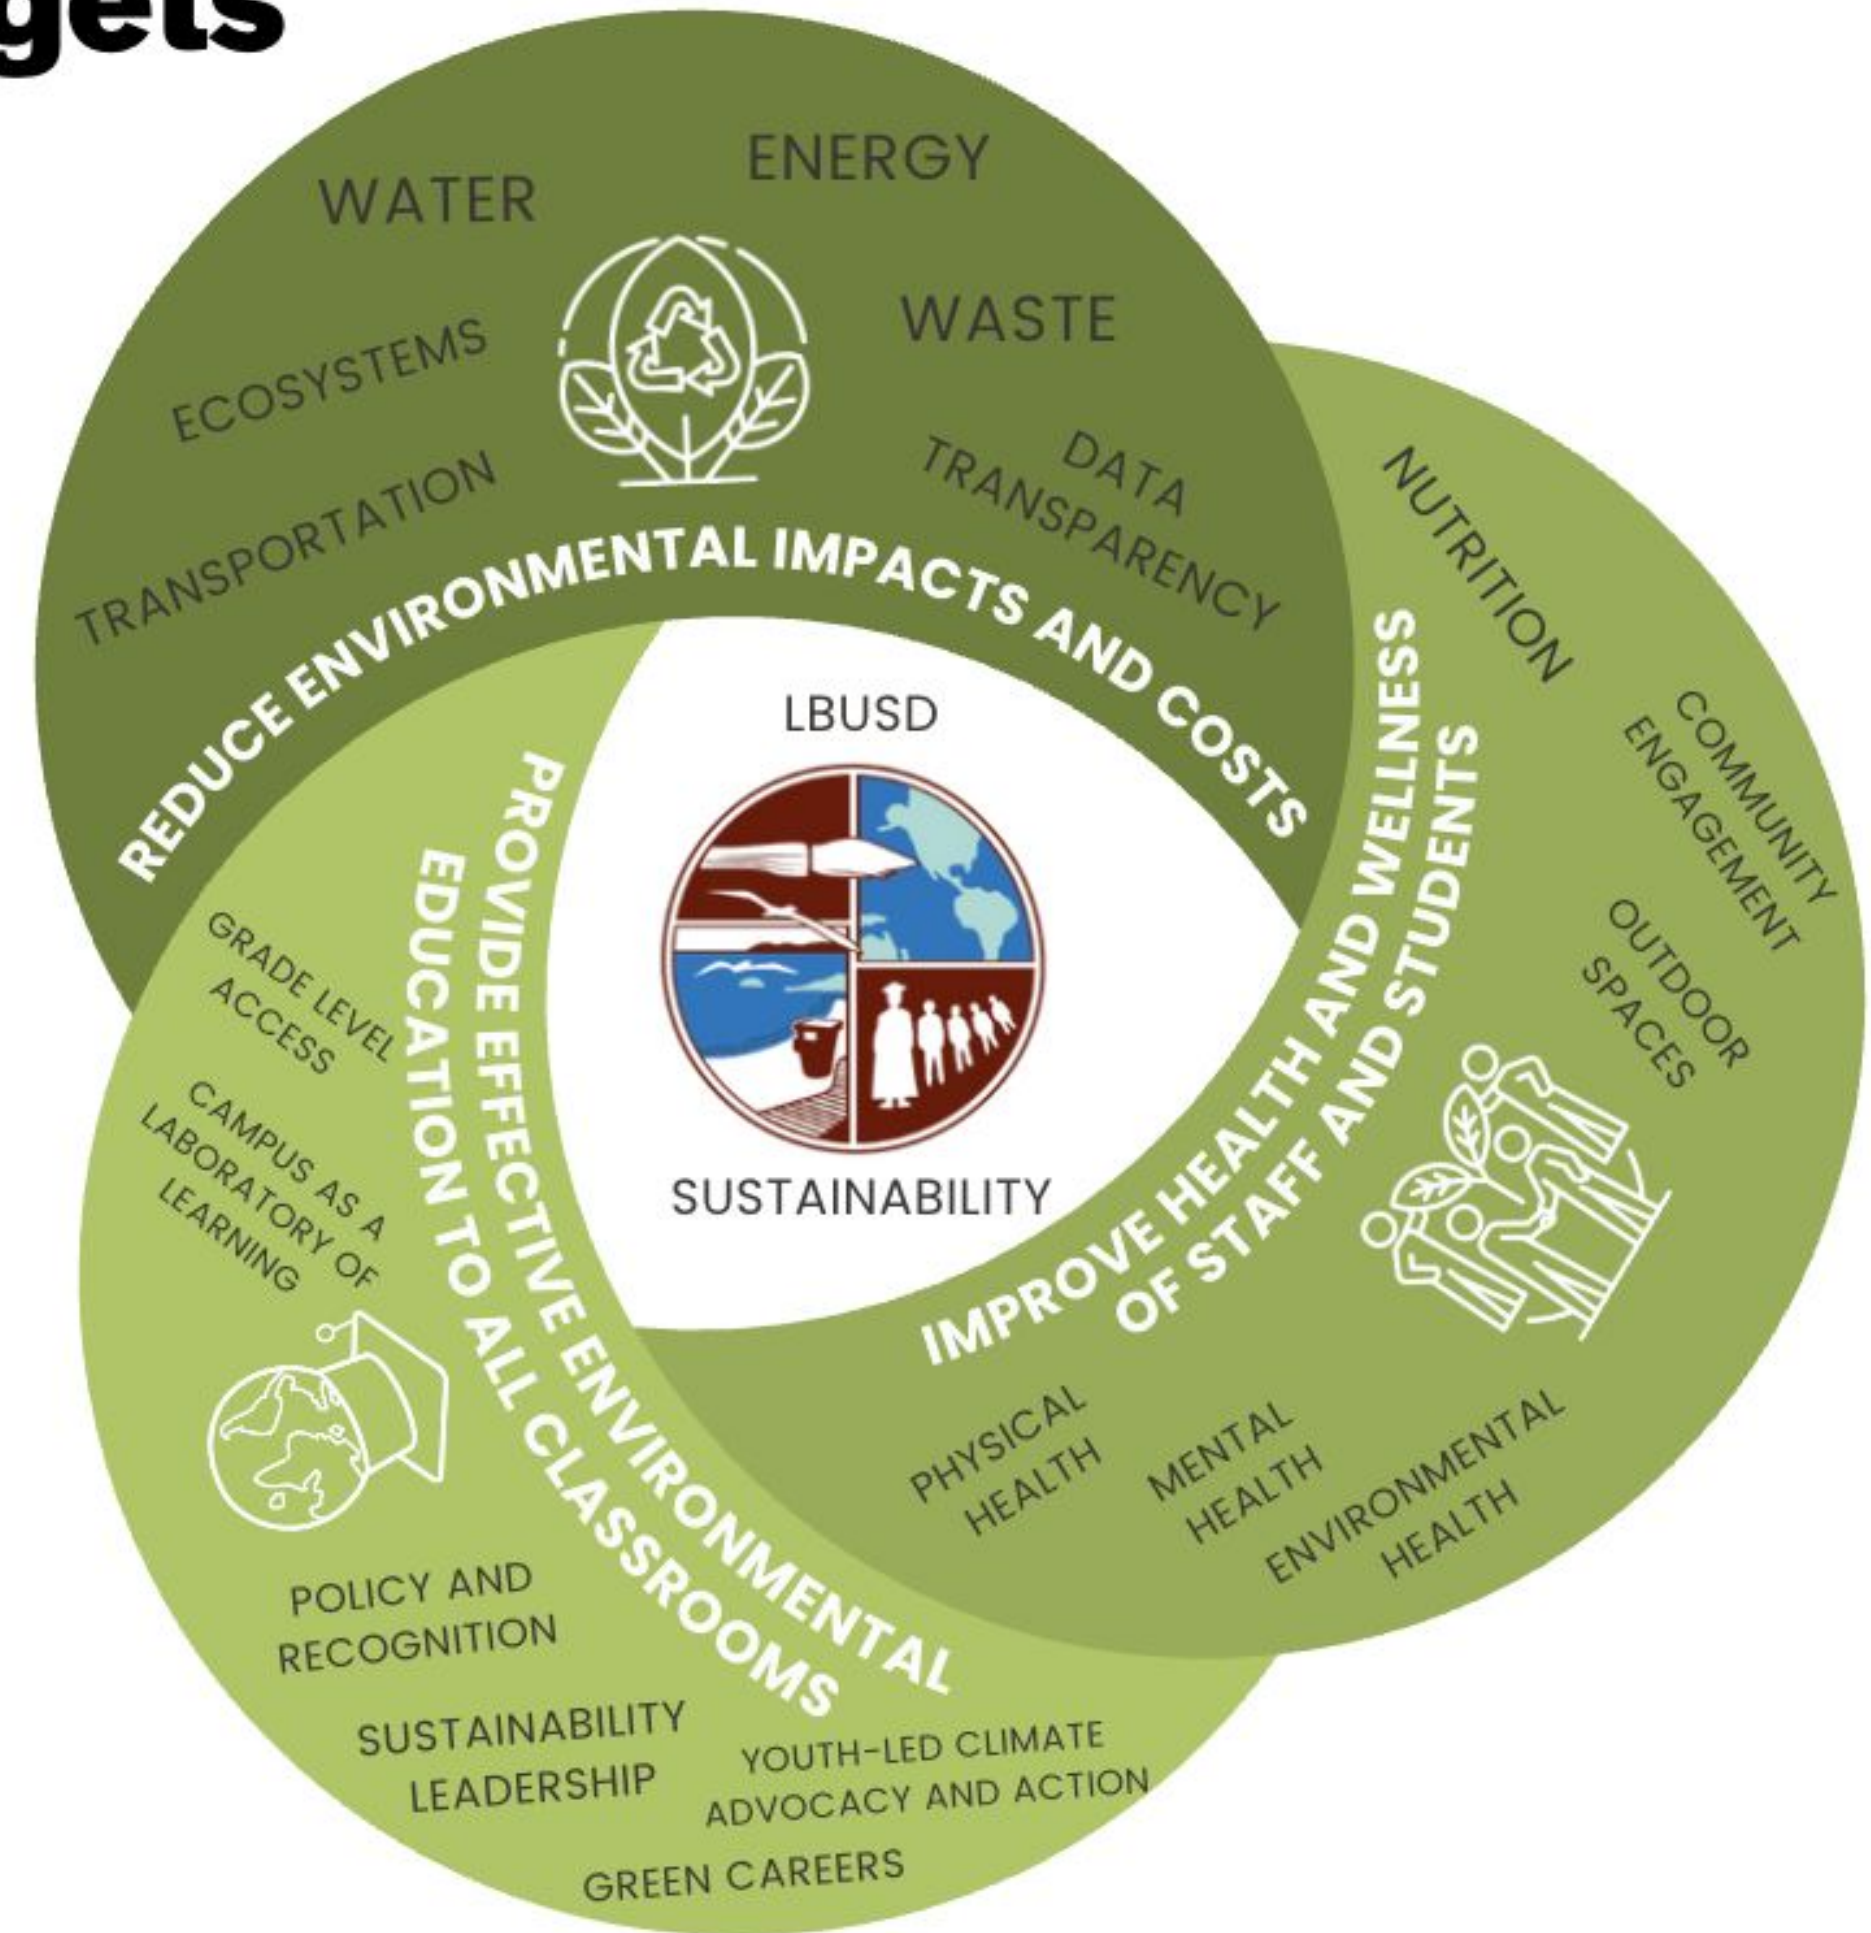 gets
WATER
ENERGY
ECOSYSTEMS
WASTE
TRANSPORTATION
DATA
TRANSPARENCY
REDUCE ENVIRONMENTAL IMPACTS AND COSTS
NUTRITION
COMMUNITY
ENGAGEMENT
OUTDOOR
SPACES
IMPROVE HEALTH AND WELLNESS
OF STAFF AND STUDENTS
PHYSICAL
HEALTH
MENTAL
HEALTH
ENVIRONMENTAL
HEALTH
LBUSD
SUSTAINABILITY
PROVIDE EFFECTIVE ENVIRONMENTAL
EDUCATION TO ALL CLASSROOMS
GRADE LEVEL
ACCESS
CAMPUS AS A
LABORATORY OF
LEARNING
POLICY AND
RECOGNITION
SUSTAINABILITY
LEADERSHIP
YOUTH-LED CLIMATE
ADVOCACY AND ACTION
GREEN CAREERS